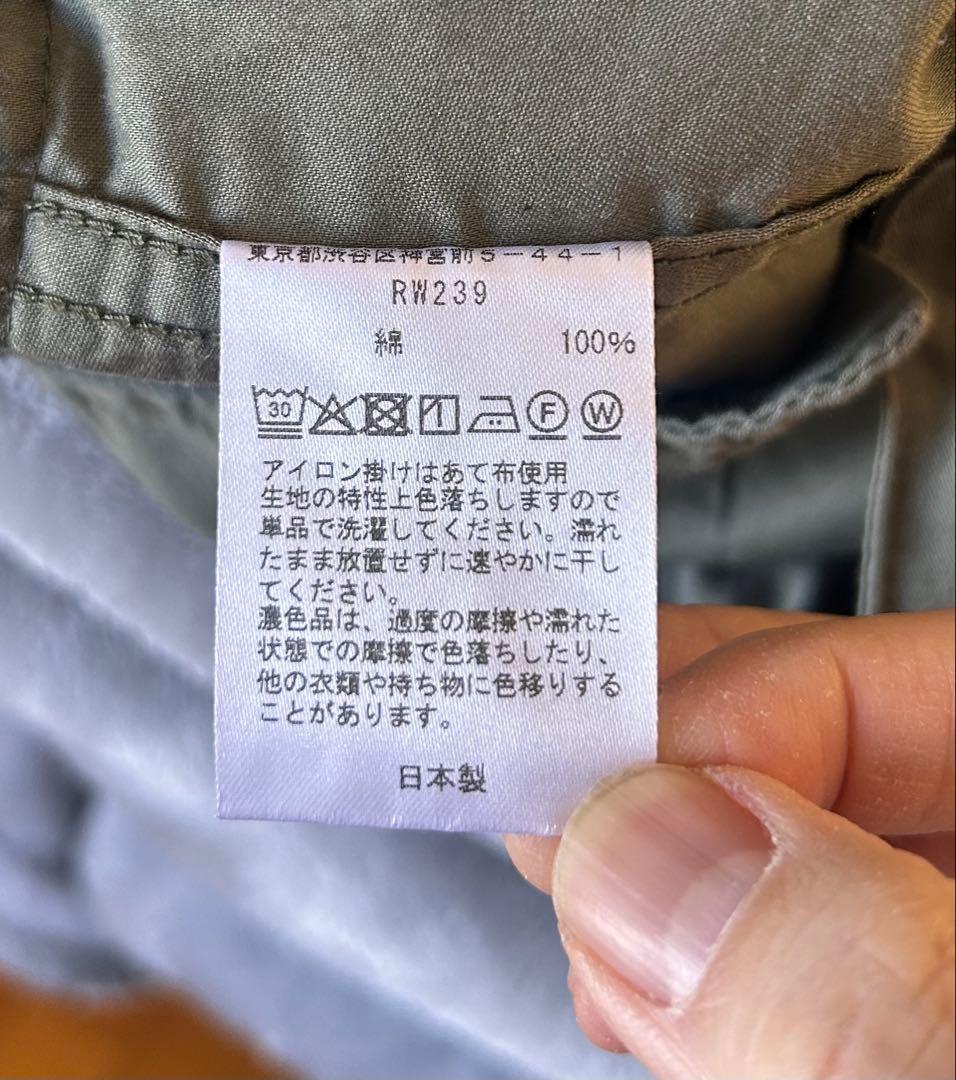 東京都渋谷区神宮前5-44-1
RW239
綿 100%
30 F W
アイロン掛けはあて布使用
生地の特性上色落ちしますので
単品で洗濯してください。濡れ
たまま放置せずに速やかに干し
てください。
濃色品は、過度の摩擦や濡れた
状態での摩擦で色落ちしたり、
他の衣類や持ち物に色移りする
ことがあります。
日本製